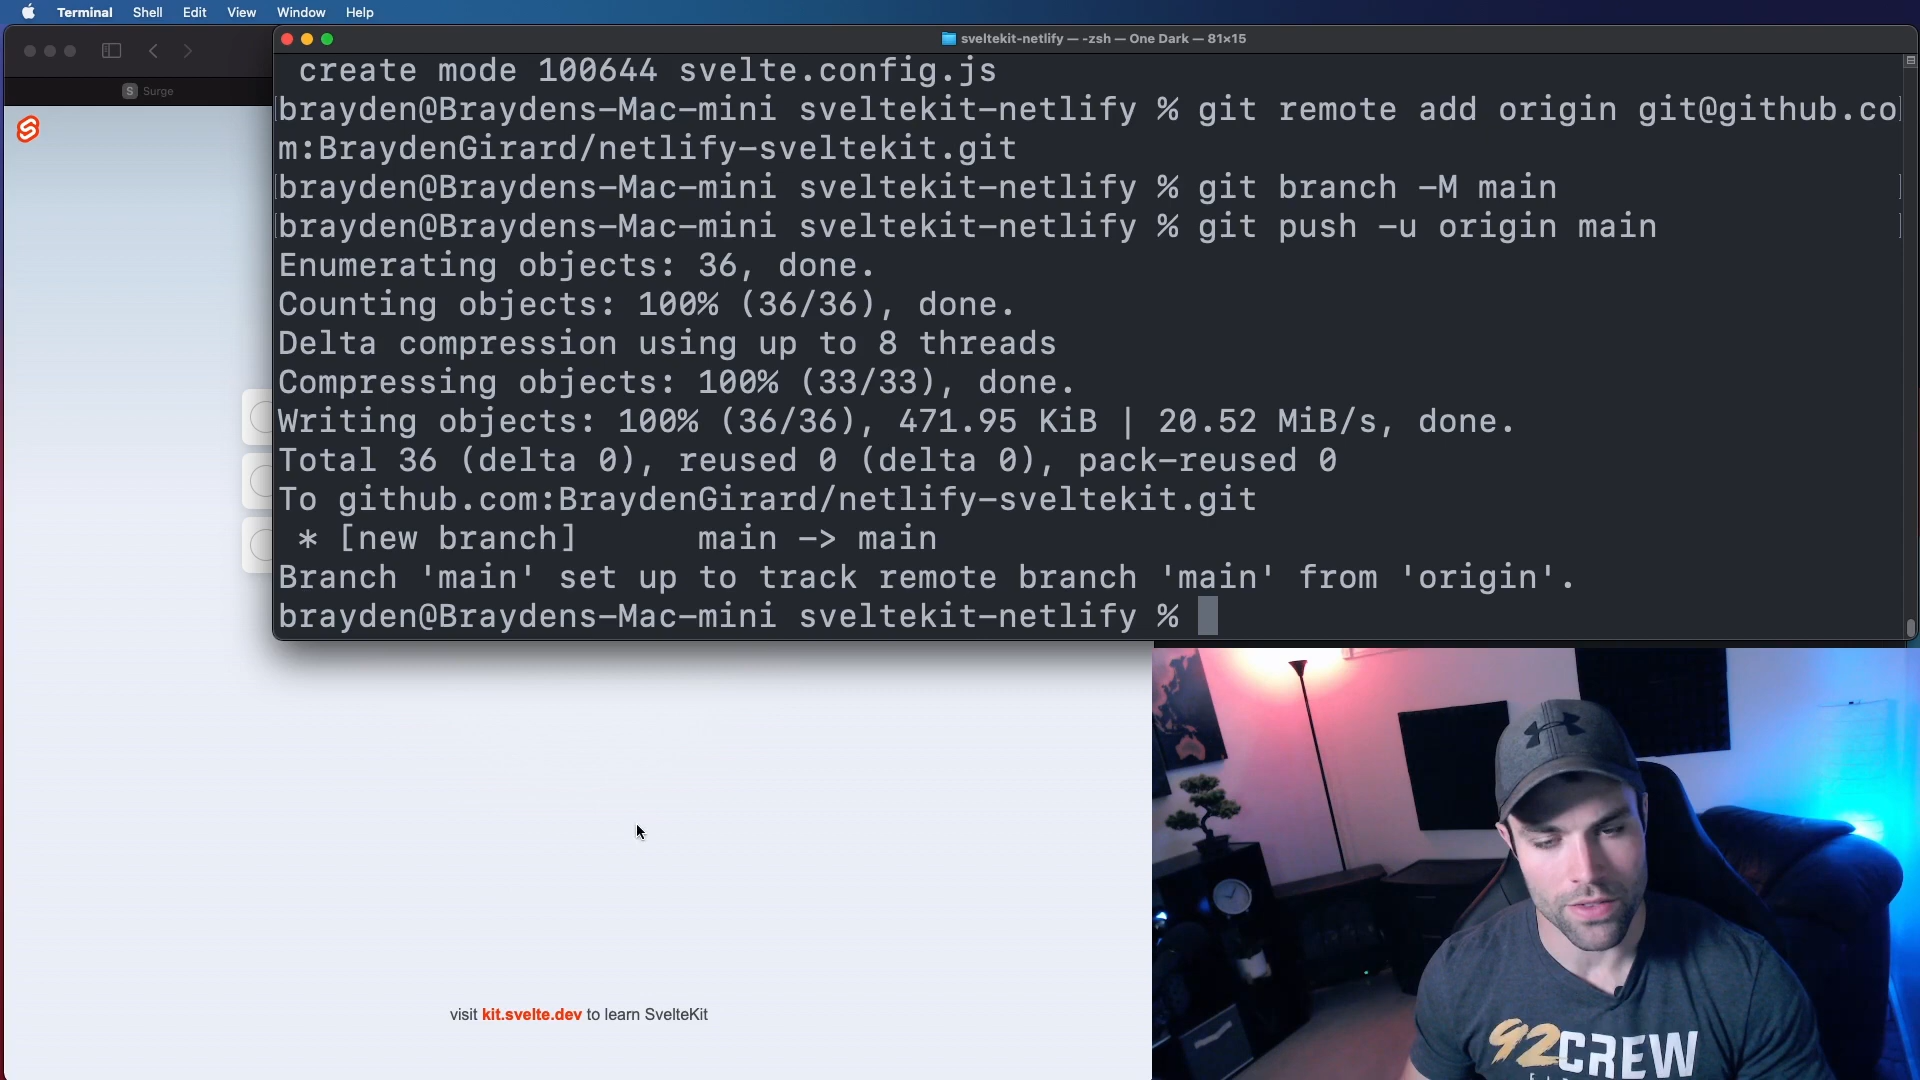 Terminal Shell Edit View Window Help
sveltekit-netlify — -zsh — One Dark — 81×15
S Surge
create mode 100644 svelte.config.js
brayden@Braydens-Mac-mini sveltekit-netlify % git remote add origin git@github.co
m:BraydenGirard/netlify-sveltekit.git
brayden@Braydens-Mac-mini sveltekit-netlify % git branch -M main
brayden@Braydens-Mac-mini sveltekit-netlify % git push -u origin main
Enumerating objects: 36, done.
Counting objects: 100% (36/36), done.
Delta compression using up to 8 threads
Compressing objects: 100% (33/33), done.
Writing objects: 100% (36/36), 471.95 KiB | 20.52 MiB/s, done.
Total 36 (delta 0), reused 0 (delta 0), pack-reused 0
To github.com:BraydenGirard/netlify-sveltekit.git
* [new branch] main -> main
Branch 'main' set up to track remote branch 'main' from 'origin'.
brayden@Braydens-Mac-mini sveltekit-netlify %
visit kit.svelte.dev to learn SvelteKit
92CREW